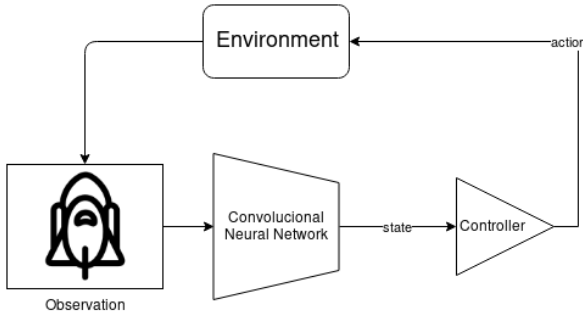 Environment
action
Convolucional
Neural Network
state
Controller
Observation